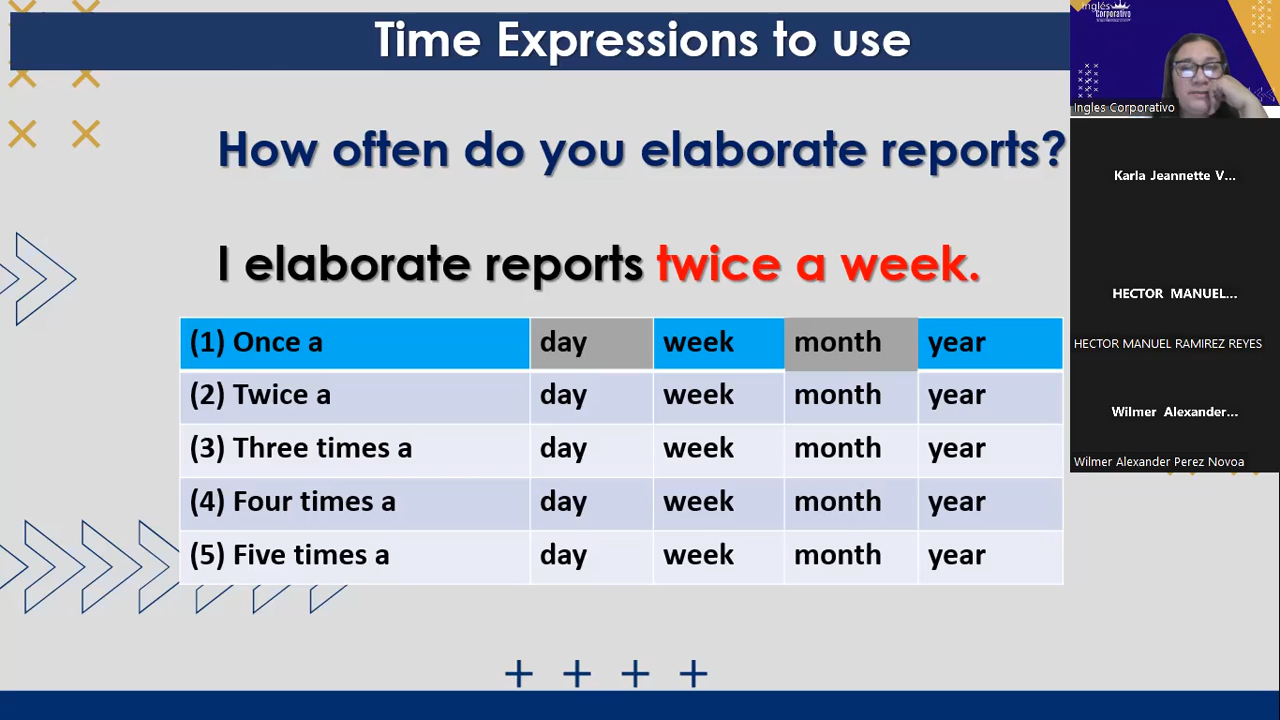 Time Expressions to use
How often do you elaborate reports?
I elaborate reports twice a week.
(1) Once a day week month year
(2) Twice a day week month year
(3) Three times a day week month year
(4) Four times a day week month year
(5) Five times a day week month year
Inglés
Corporativo
Ingles Corporativo
Karla Jeannette V...
HECTOR MANUEL...
HECTOR MANUEL RAMIREZ REYES
Wilmer Alexander...
Wilmer Alexander Perez Novoa